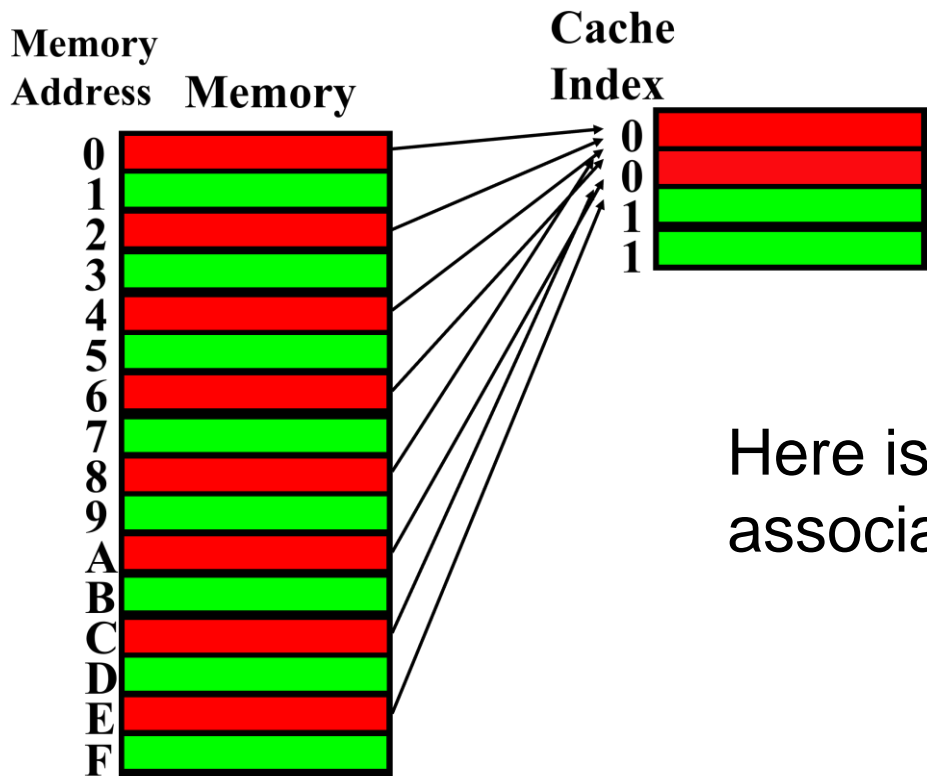 Memory
Address
Memory
0
1
2
3
4
5
6
7
8
9
A
B
C
D
E
F
Cache
Index
0
0
1
1
Here is
associa